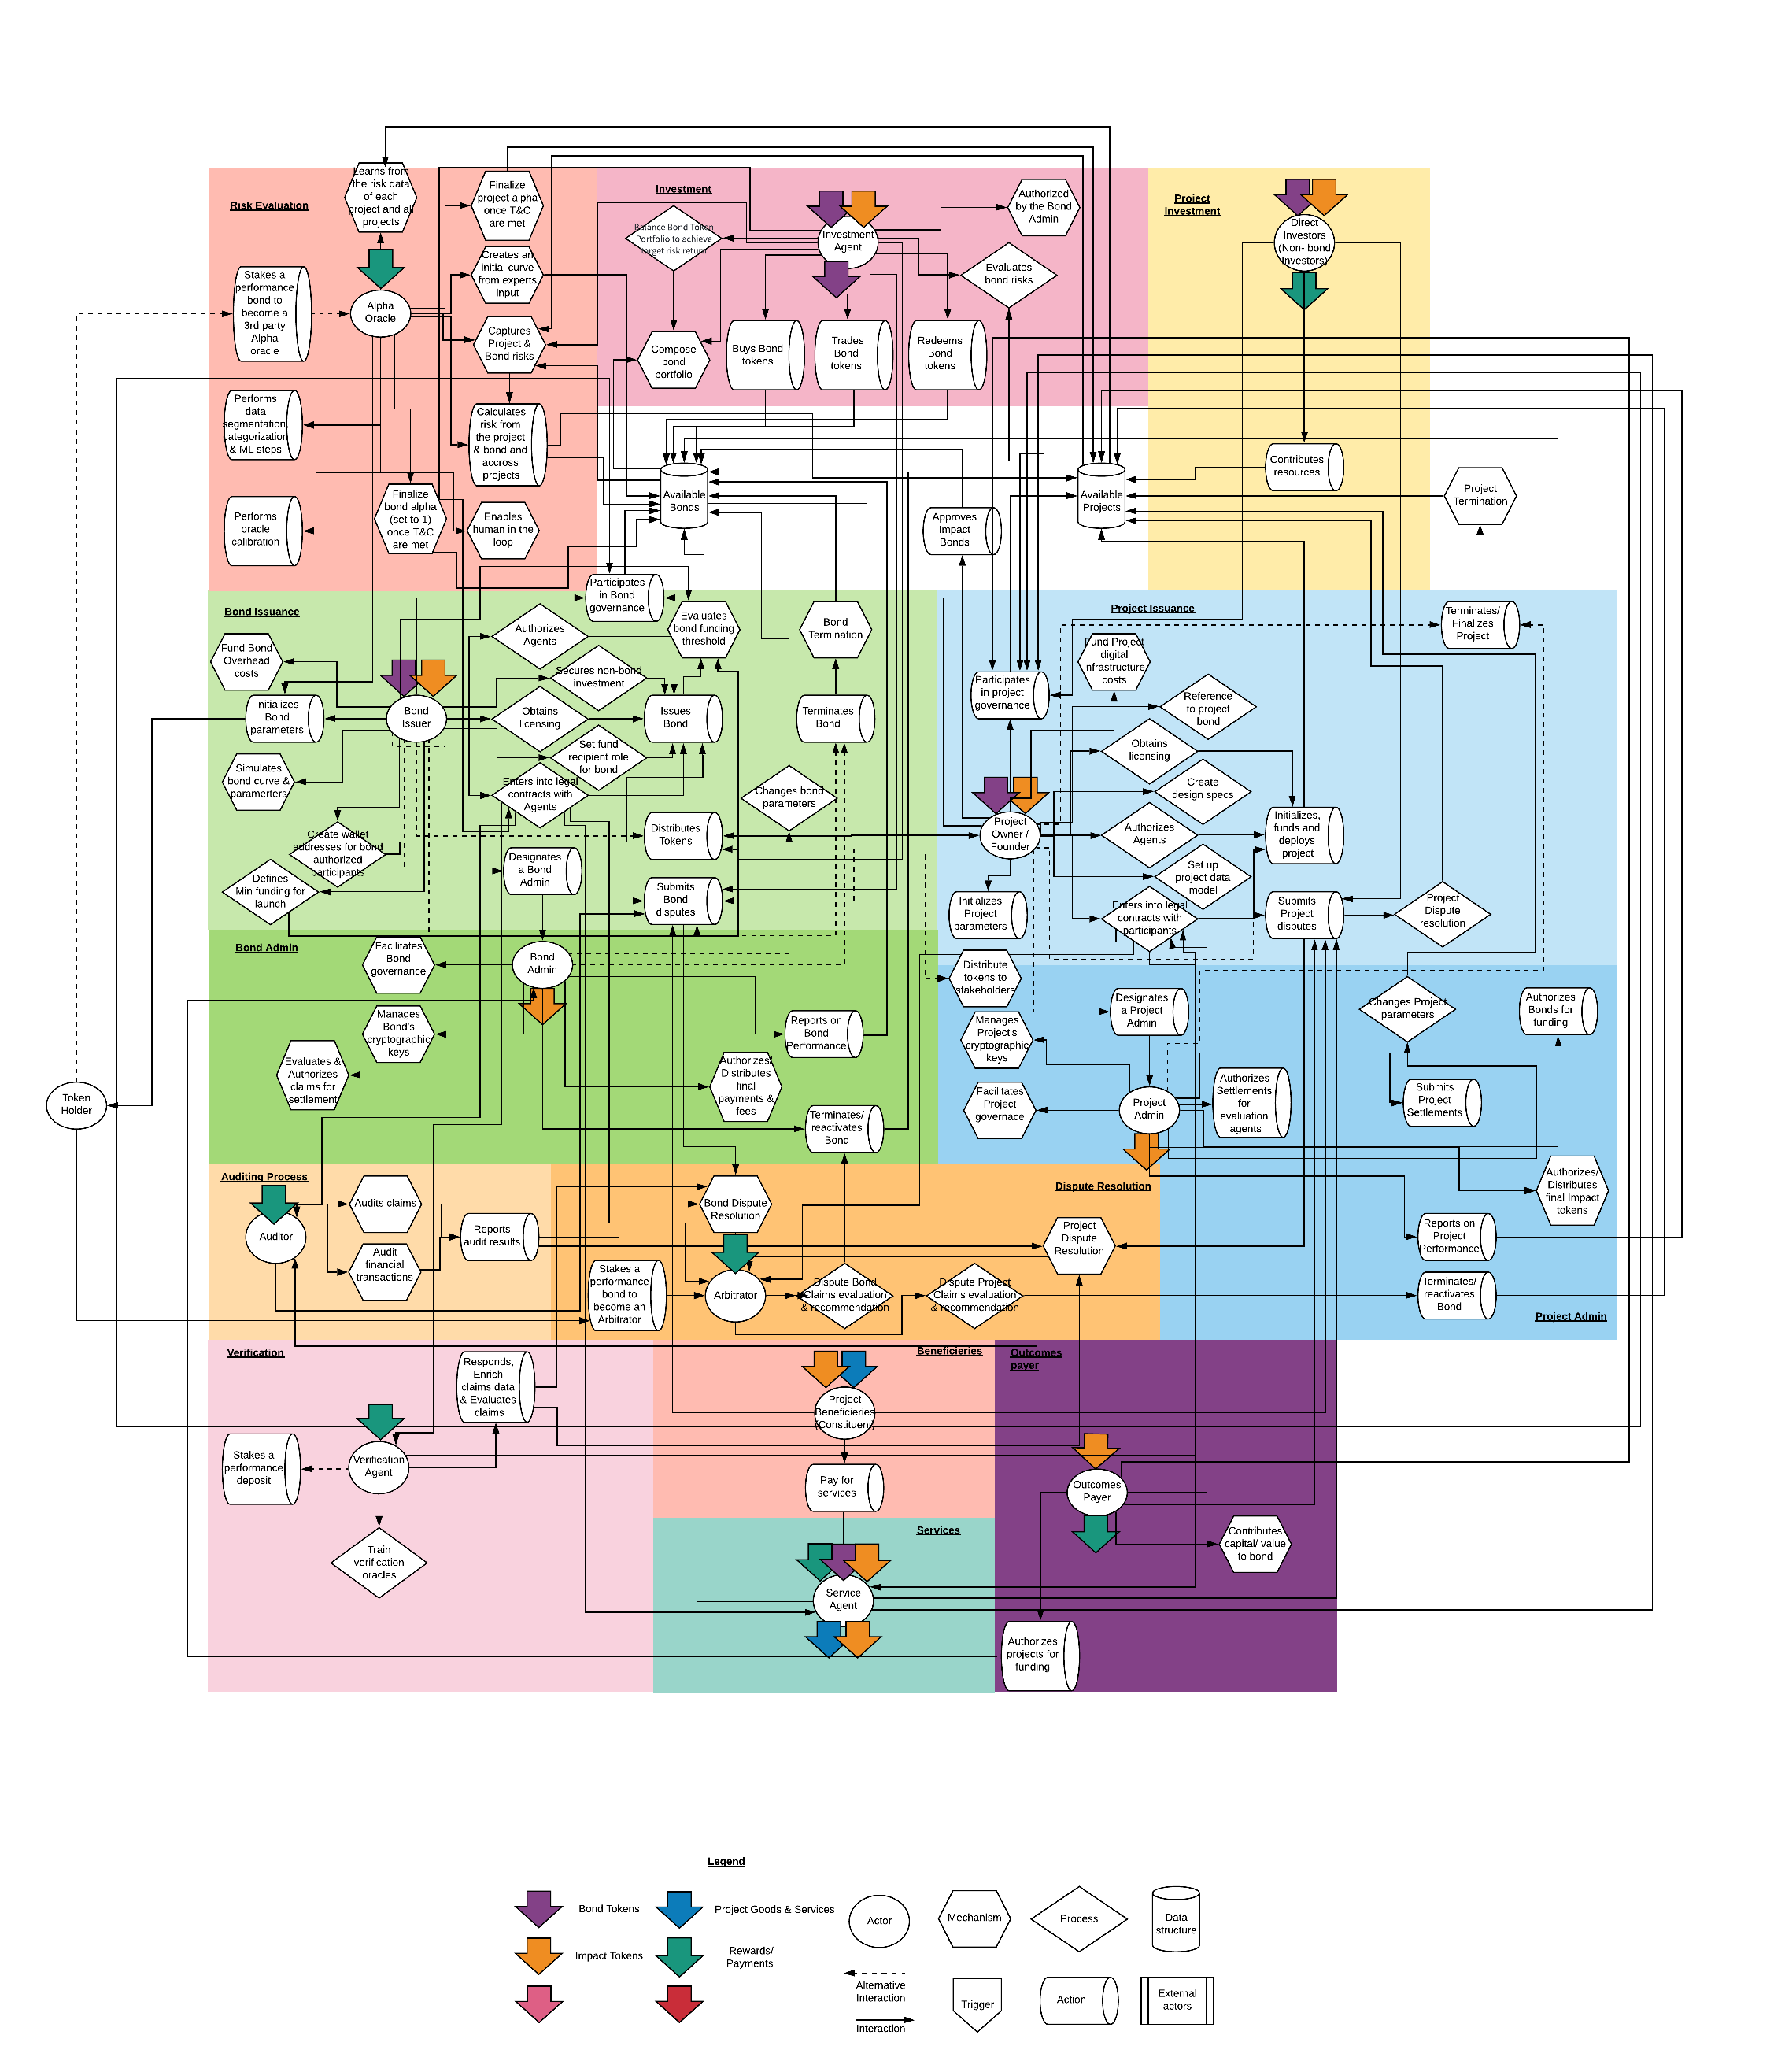 Risk Evaluation
Learns from
the risk data
of each
project and all
projects
Finalize
project alpha
once T&C
are met
Creates an
initial curve
from experts
input
Stakes a
performance
bond to
become a
3rd party
Alpha
oracle
Alpha
Oracle
Captures
Project &
Bond risks
Performs
data
segmentation,
categorization
& ML steps
Calculates
risk from
the project
& bond and
accross
projects
Performs
oracle
calibration
Finalize
bond alpha
(set to 1)
once T&C
are met
Enables
human in the
loop
Investment
Balance Bond Token
Portfolio to achieve
target risk:return
Investment
Agent
Authorized
by the Bond
Admin
Evaluates
bond risks
Compose
bond
portfolio
Buys Bond
tokens
Trades
Bond
tokens
Redeems
Bond
tokens
Project
Investment
Direct
Investors
(Non- bond
Investors)
Contributes
resources
Available
Bonds
Approves
Impact
Bonds
Available
Projects
Project
Termination
Bond Issuance
Participates
in Bond
governance
Authorizes
Agents
Evaluates
bond funding
threshold
Bond
Termination
Fund Bond
Overhead
costs
Secures non-bond
investment
Initializes
Bond
parameters
Bond
Issuer
Obtains
licensing
Issues
Bond
Terminates
Bond
Set fund
recipient role
for bond
Simulates
bond curve &
paramerters
Enters into legal
contracts with
Agents
Changes bond
parameters
Create wallet
addresses for bond
authorized
participants
Distributes
Tokens
Designates
a Bond
Admin
Defines
Min funding for
launch
Submits
Bond
disputes
Project Issuance
Terminates/
Finalizes
Project
Fund Project
digital
infrastructure
costs
Participates
in project
governance
Reference
to project
bond
Obtains
licensing
Create
design specs
Project
Owner /
Founder
Authorizes
Agents
Initializes,
funds and
deploys
project
Set up
project data
model
Initializes
Project
parameters
Enters into legal
contracts with
participants
Submits
Project
disputes
Project
Dispute
resolution
Bond Admin
Facilitates
Bond
governance
Bond
Admin
Manages
Bond's
cryptographic
keys
Reports on
Bond
Performance
Evaluates &
Authorizes
claims for
settlement
Authorizes/
Distributes
final
payments &
fees
Terminates/
reactivates
Bond
Token
Holder
Distribute
tokens to
stakeholders
Designates
a Project
Admin
Changes Project
parameters
Authorizes
Bonds for
funding
Manages
Project's
cryptographic
keys
Facilitates
Project
governace
Project
Admin
Authorizes
Settlements
for
evaluation
agents
Submits
Project
Settlements
Authorizes/
Distributes
final Impact
tokens
Reports on
Project
Performance
Terminates/
reactivates
Bond
Project Admin
Auditing Process
Auditor
Audits claims
Audit
financial
transactions
Reports
audit results
Dispute Resolution
Bond Dispute
Resolution
Project
Dispute
Resolution
Stakes a
performance
bond to
become an
Arbitrator
Arbitrator
Dispute Bond
Claims evaluation
& recommendation
Dispute Project
Claims evaluation
& recommendation
Verification
Responds,
Enrich
claims data
& Evaluates
claims
Stakes a
performance
deposit
Verification
Agent
Train
verification
oracles
Beneficieries
Project
Beneficieries
(Constituent)
Pay for
services
Services
Service
Agent
Outcomes
payer
Outcomes
Payer
Contributes
capital/ value
to bond
Authorizes
projects for
funding
Legend
Bond Tokens
Project Goods & Services
Actor
Mechanism
Process
Data
structure
Impact Tokens
Rewards/
Payments
Alternative
Interaction
Interaction
Trigger
Action
External
actors